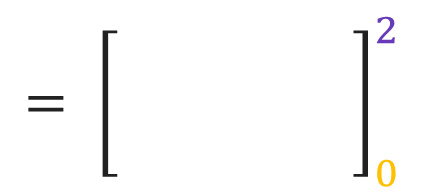 = [ ]²₀